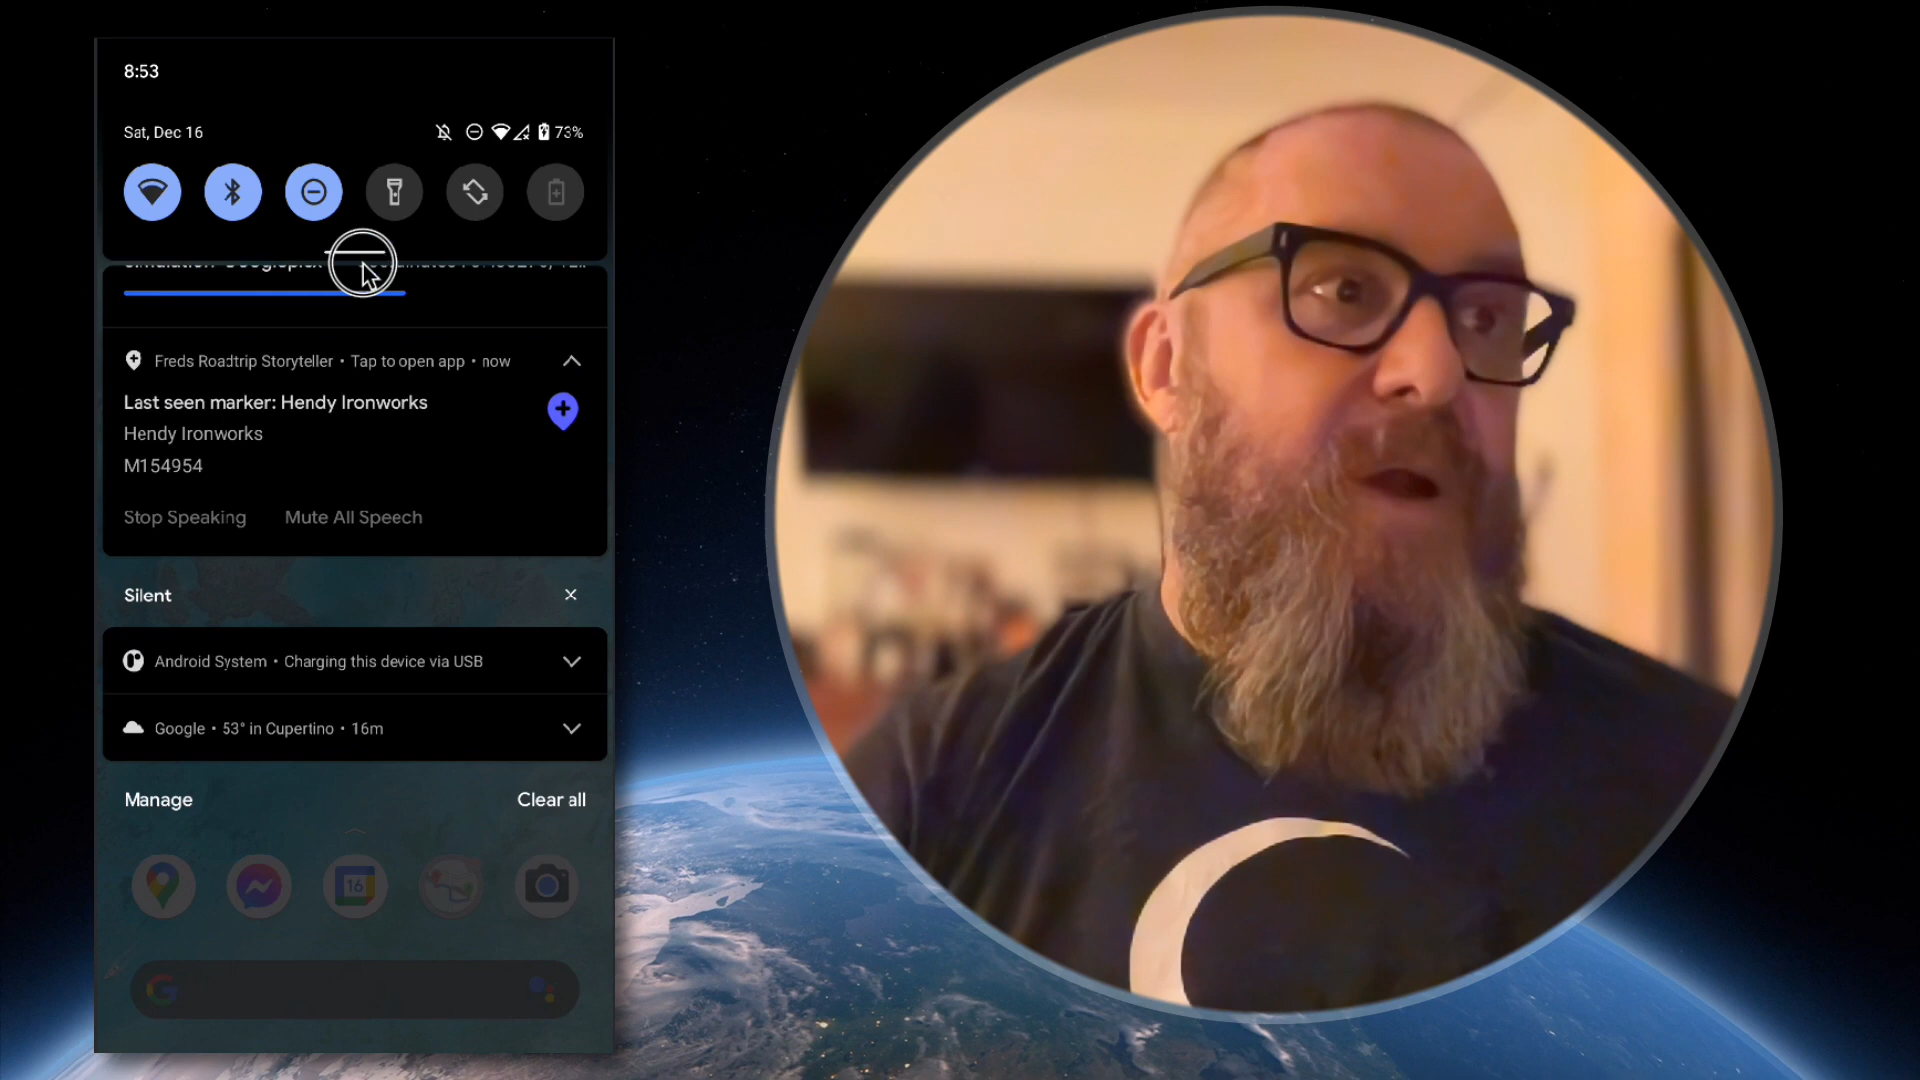 8:53
Sat, Dec 16
73%
Freds Roadtrip Storyteller • Tap to open app • now
Last seen marker: Hendy Ironworks
Hendy Ironworks
M154954
Stop Speaking Mute All Speech
Silent
Android System • Charging this device via USB
Google • 53° in Cupertino • 16m
Manage Clear all
16